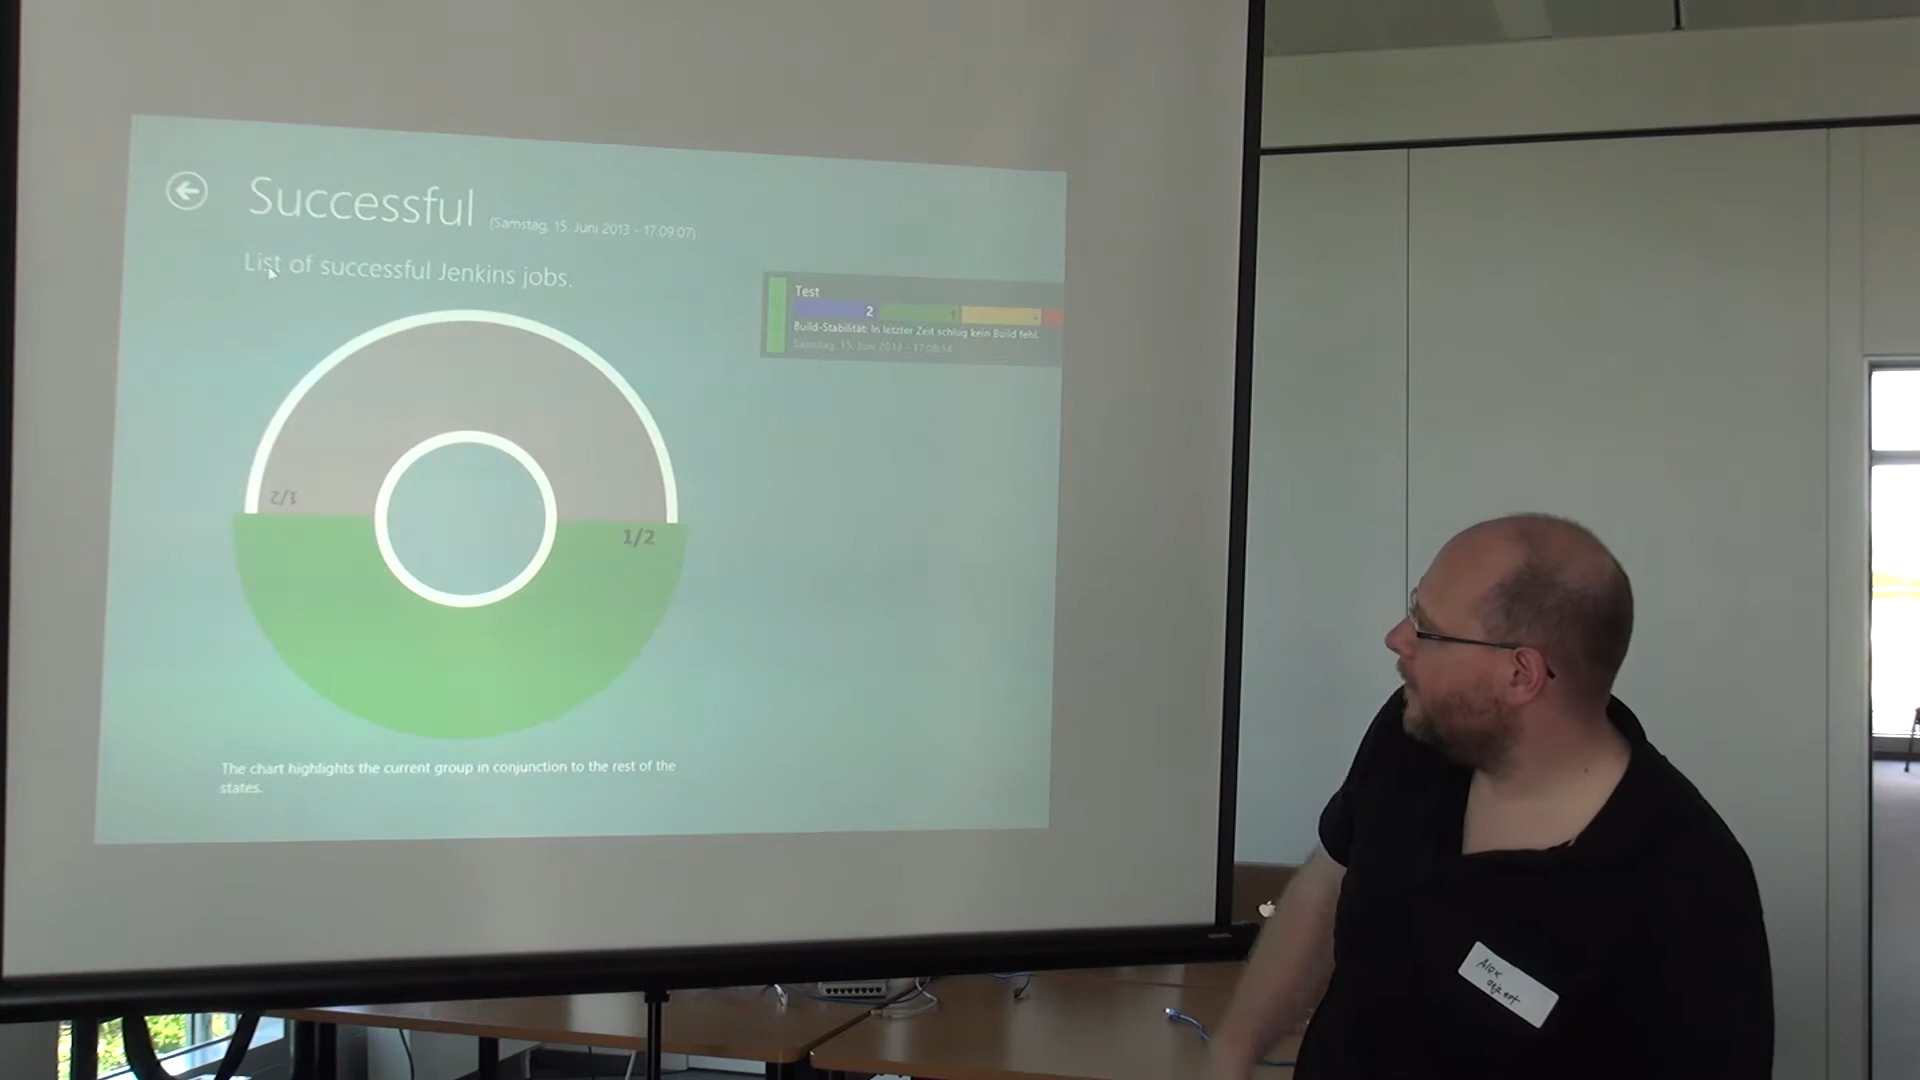 Successful (Samstag, 15. Juni 2013 - 17:09:07)
List of successful Jenkins jobs.
Test
2
Build-Stabilität: In letzter Zeit schlug kein Build fehl.
Samstag, 15. Juni 2013 - 17:08:14
1/2
1/2
The chart highlights the current group in conjunction to the rest of the
states.
Alex